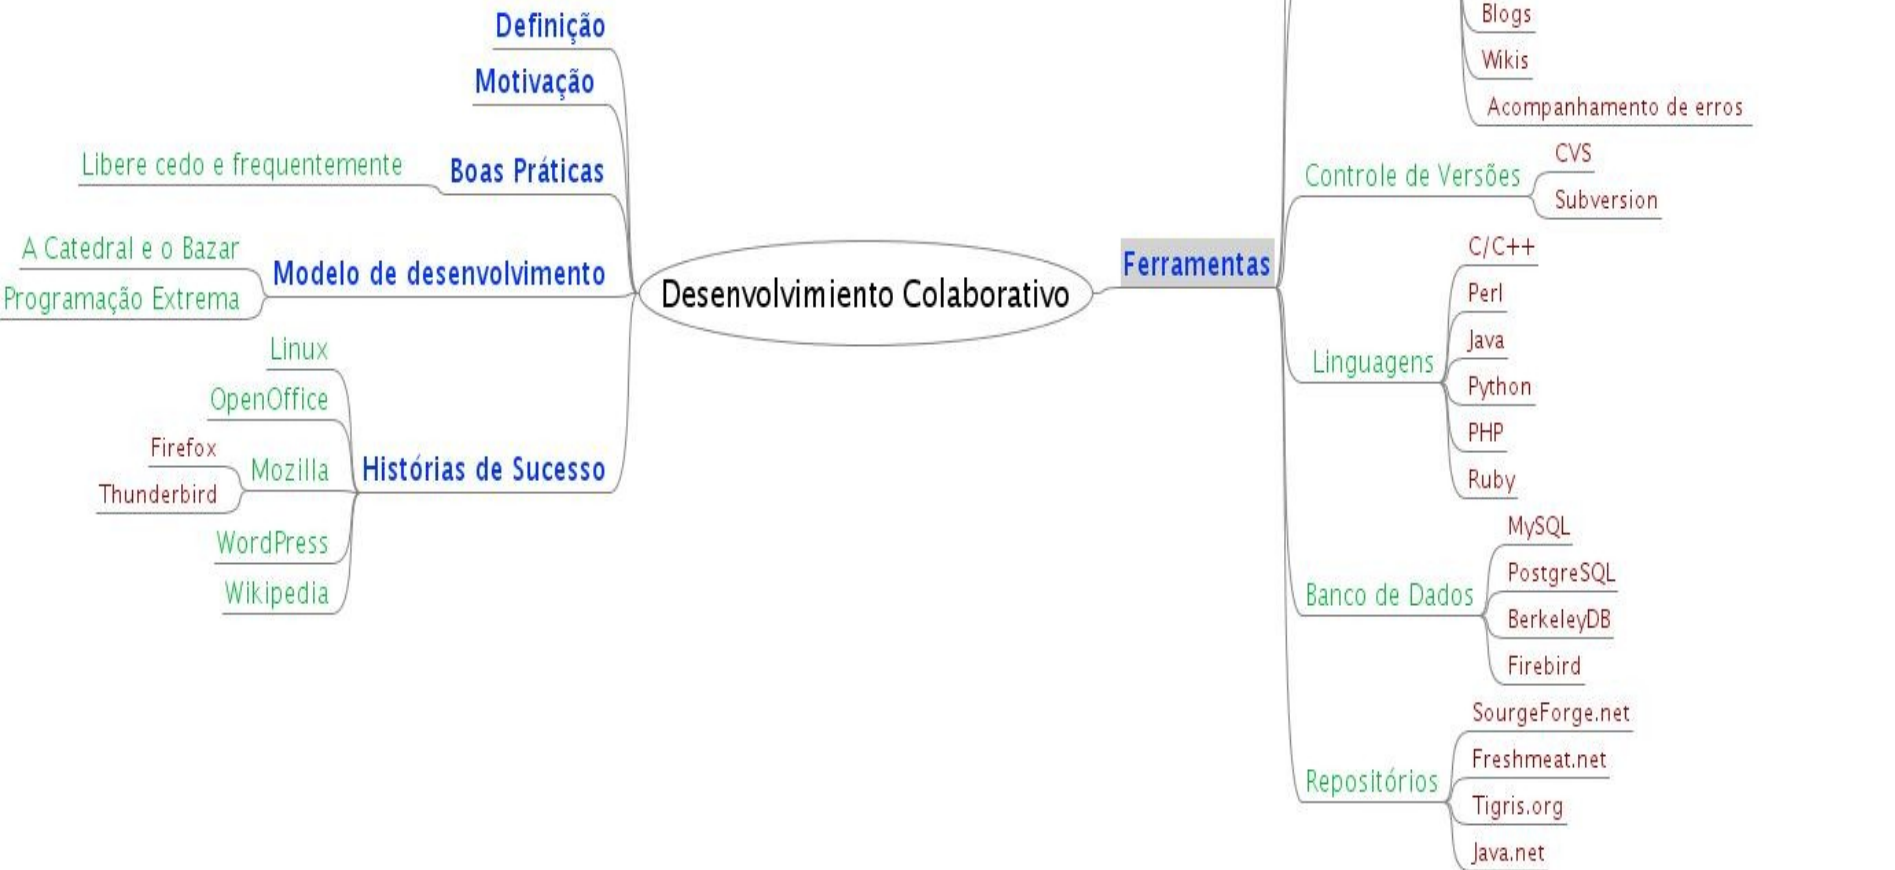 Definição
Motivação
Boas Práticas
Libere cedo e frequentemente
Modelo de desenvolvimento
A Catedral e o Bazar
Programação Extrema
Histórias de Sucesso
Linux
OpenOffice
Mozilla
Firefox
Thunderbird
WordPress
Wikipedia
Desenvolvimiento Colaborativo
Ferramentas
Blogs
Wikis
Acompanhamento de erros
Controle de Versões
CVS
Subversion
Linguagens
C/C++
Perl
Java
Python
PHP
Ruby
Banco de Dados
MySQL
PostgreSQL
BerkeleyDB
Firebird
Repositórios
SourgeForge.net
Freshmeat.net
Tigris.org
Java.net